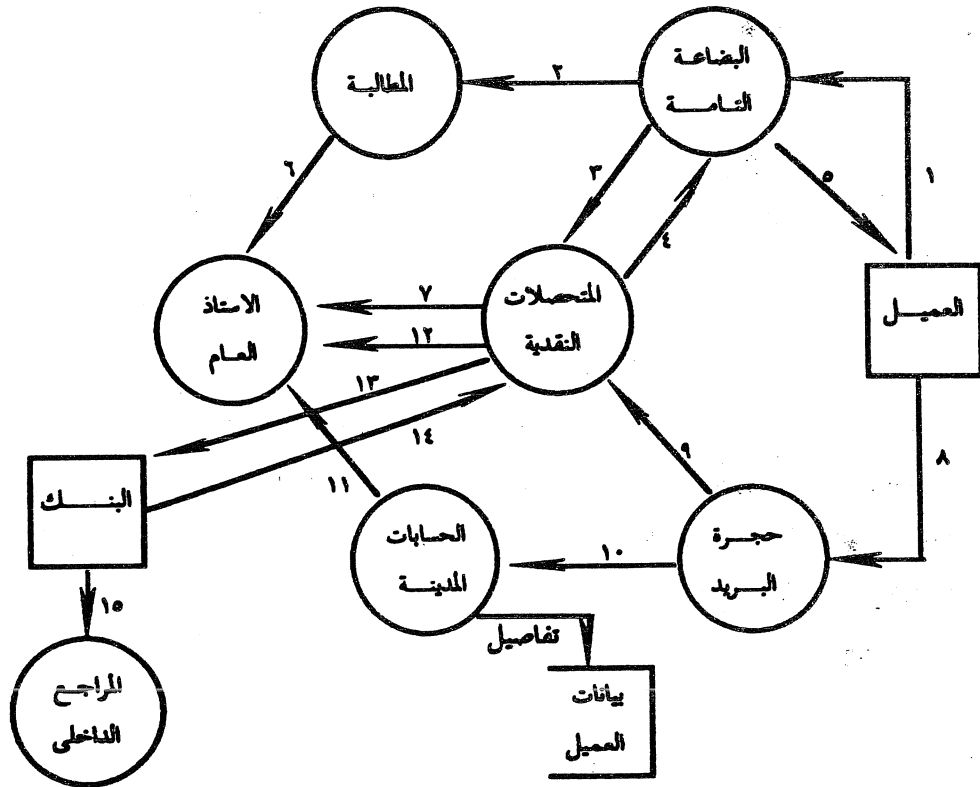 البضاعة
التامة
٢
المطالبة
١
٥
٣
٤
٦
العميل
المتحصلات
النقدية
٧
١٢
الاستاذ
العام
١٣
١٤
٨
٩
١١
البنك
الحسابات
المدينة
١٠
حجرة
البريد
١٥
تفاصيل
بيانات
العميل
المراجع
الداخلى